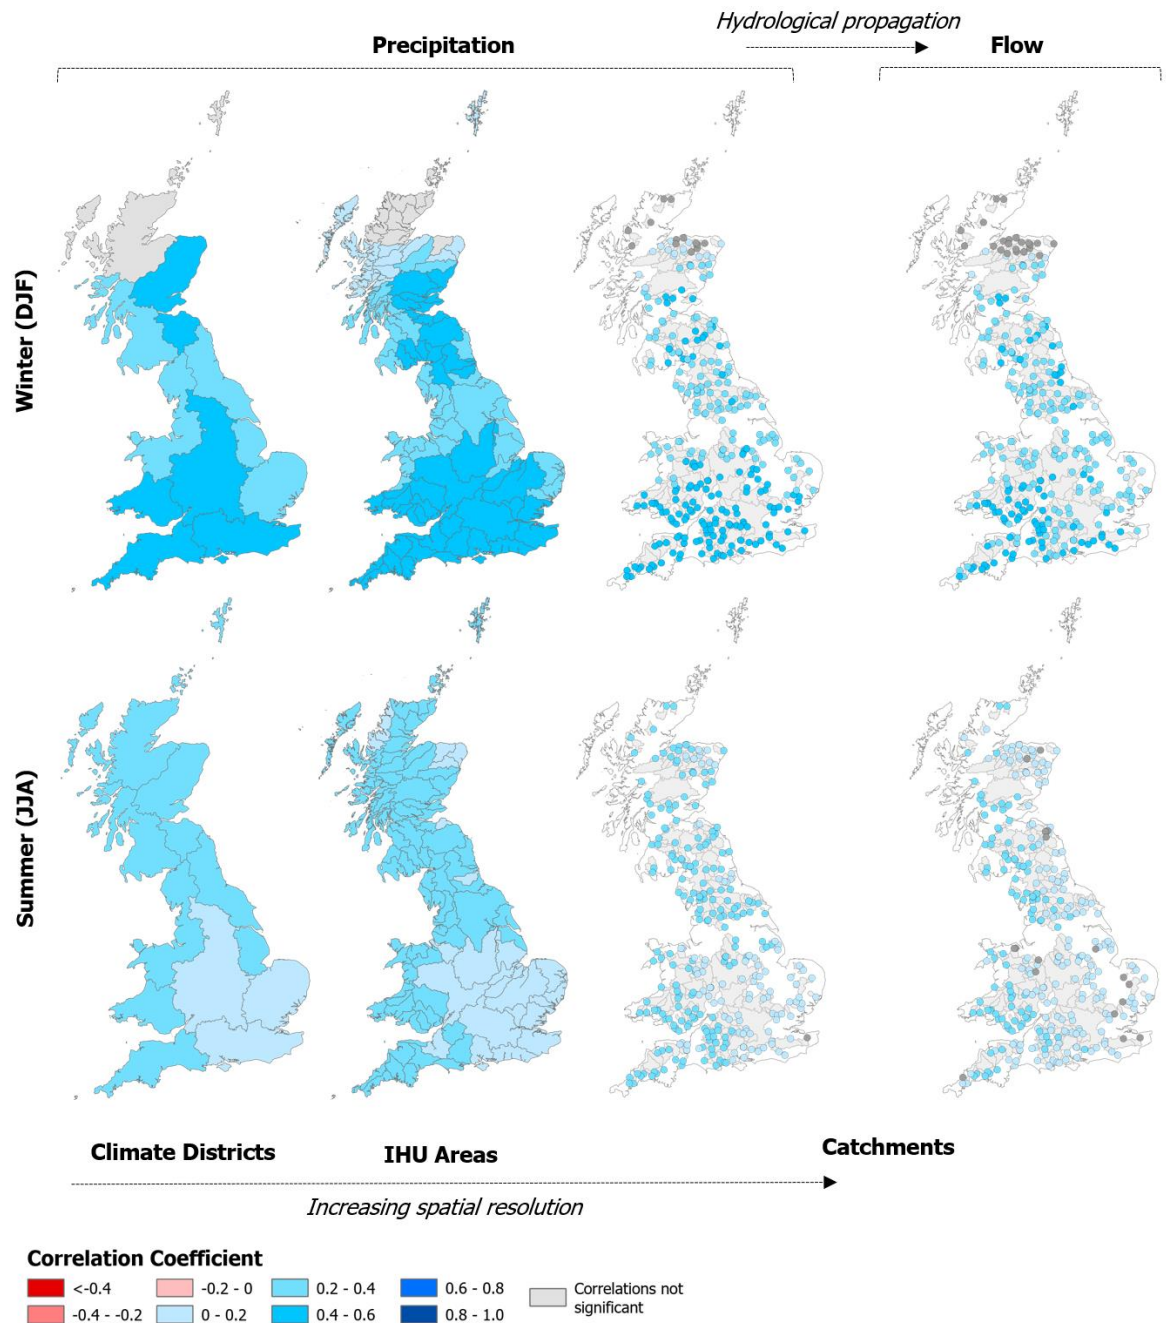 Hydrological propagation
Precipitation
Flow
Winter (DJF)
Summer (JJA)
Climate Districts
IHU Areas
Catchments
Increasing spatial resolution
Correlation Coefficient
<-0.4
-0.2 - 0
0.2 - 0.4
0.6 - 0.8
Correlations not
significant
-0.4 - -0.2
0 - 0.2
0.4 - 0.6
0.8 - 1.0